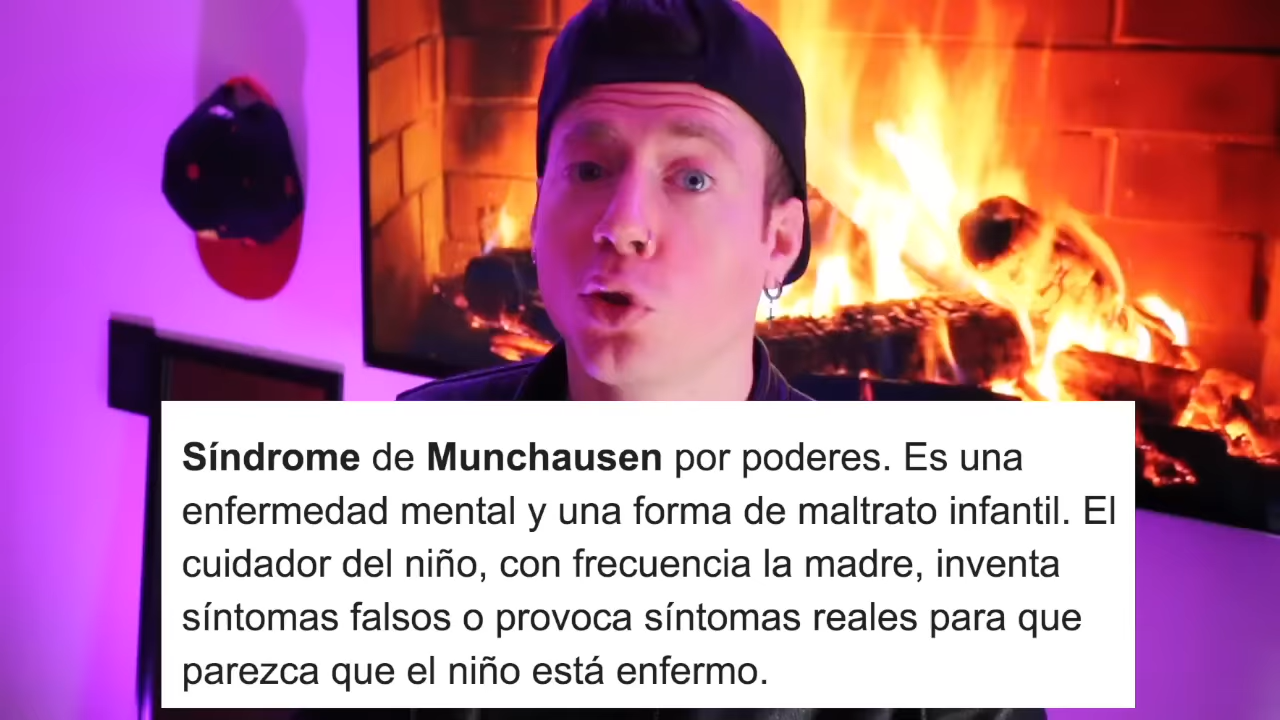 Síndrome de Munchausen por poderes. Es una
enfermedad mental y una forma de maltrato infantil. El
cuidador del niño, con frecuencia la madre, inventa
síntomas falsos o provoca síntomas reales para que
parezca que el niño está enfermo.